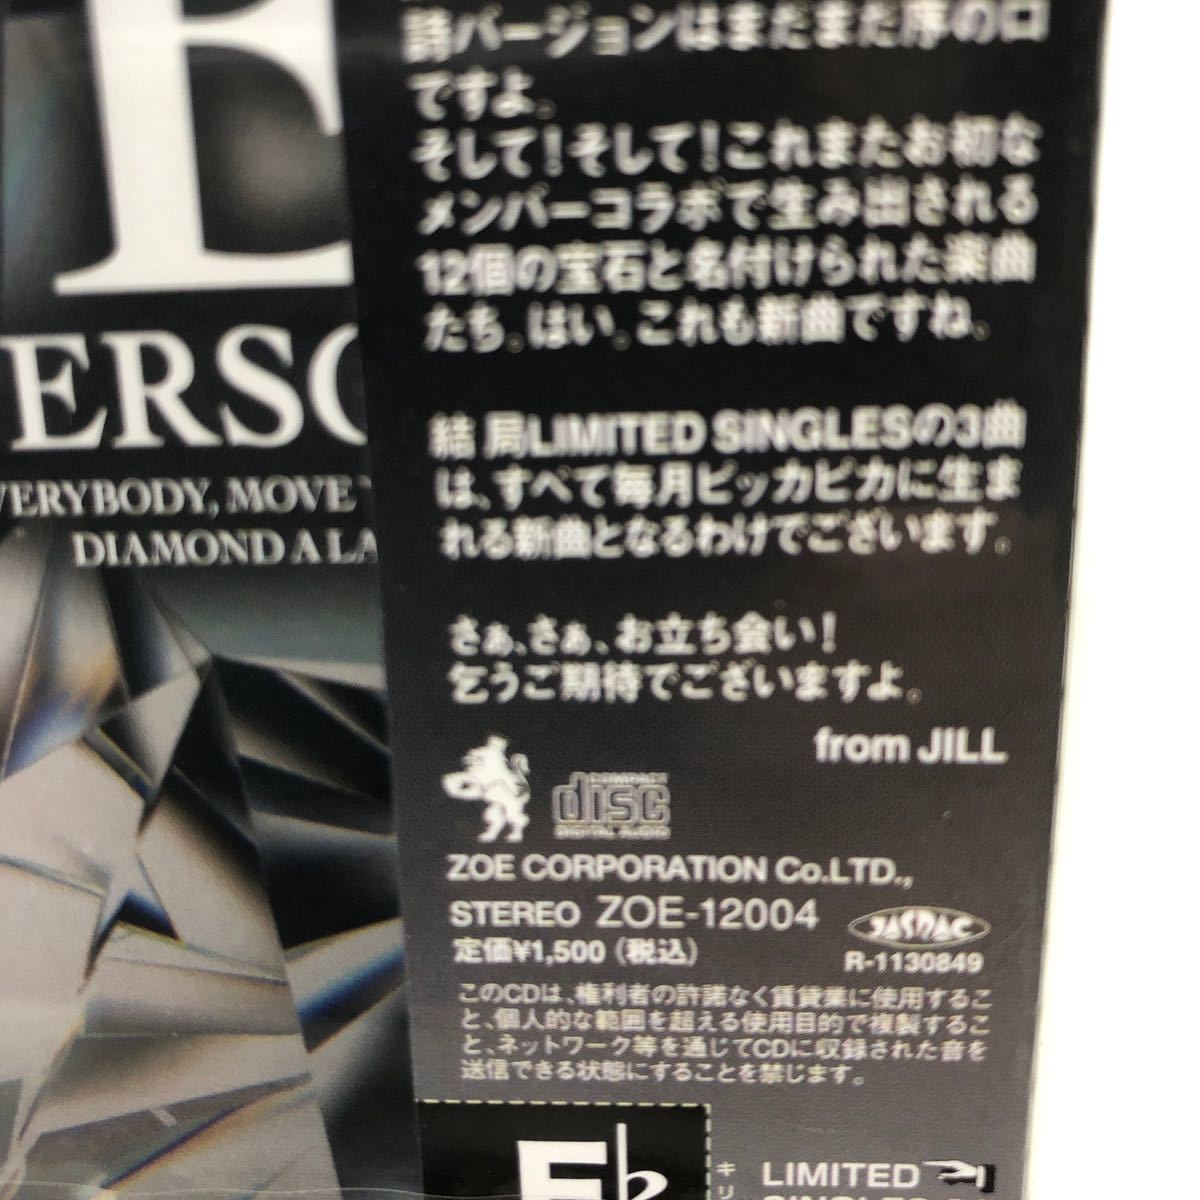 E
ERSO
VERYBODY, MOVE
DIAMOND A LA
詩バージョンはまだまだ序の口
ですよ。
そして!そして!これまたお初な
メンバーコラボで生み出される
12個の宝石と名付けられた楽曲
たち。はい。これも新曲ですね。
結局LIMITED SINGLESの3曲
は、すべて毎月ピッカピカに生ま
れる新曲となるわけでございます。
さぁ、さぁ、お立ち会い!
乞うご期待でございますよ。
from JILL
COMPACT
disc
DIGITAL AUDIO
ZOE CORPORATION Co.LTD.,
STEREO ZOE-12004
定価¥1,500(税込)
JASRAC
R-1130849
このCDは、権利者の許諾なく賃貸業に使用するこ
と、個人的な範囲を超える使用目的で複製するこ
と、ネットワーク等を通じてCDに収録された音を
送信できる状態にすることを禁じます。
E♭
キリ
LIMITED